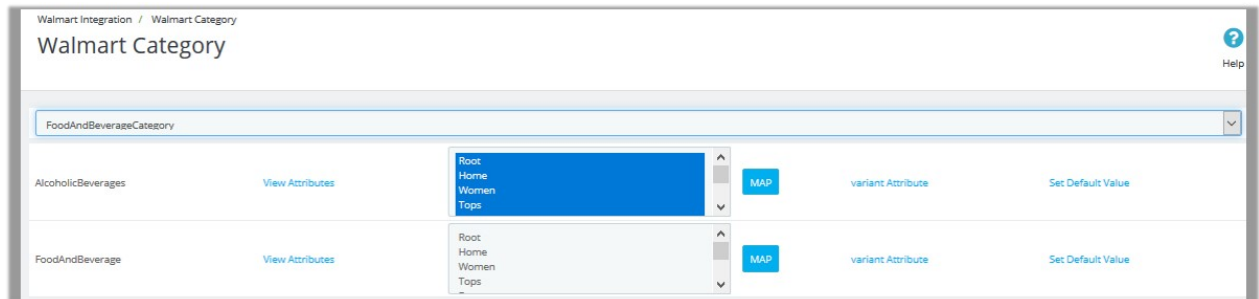 Walmart Integration / Walmart Category
Walmart Category
Help
FoodAndBeverageCategory
AlcoholicBeverages
View Attributes
Root
Home
Women
Tops
MAP
variant Attribute
Set Default Value
FoodAndBeverage
View Attributes
Root
Home
Women
Tops
MAP
variant Attribute
Set Default Value